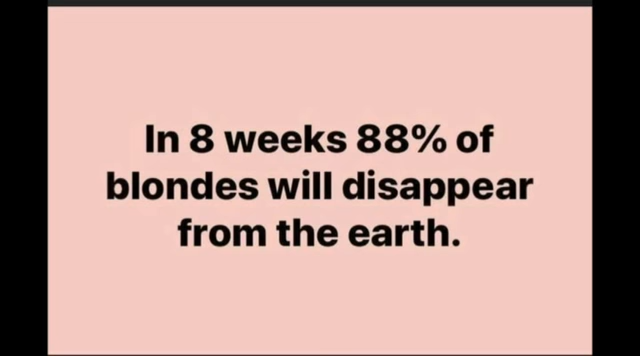 In 8 weeks 88% of
blondes will disappear
from the earth.